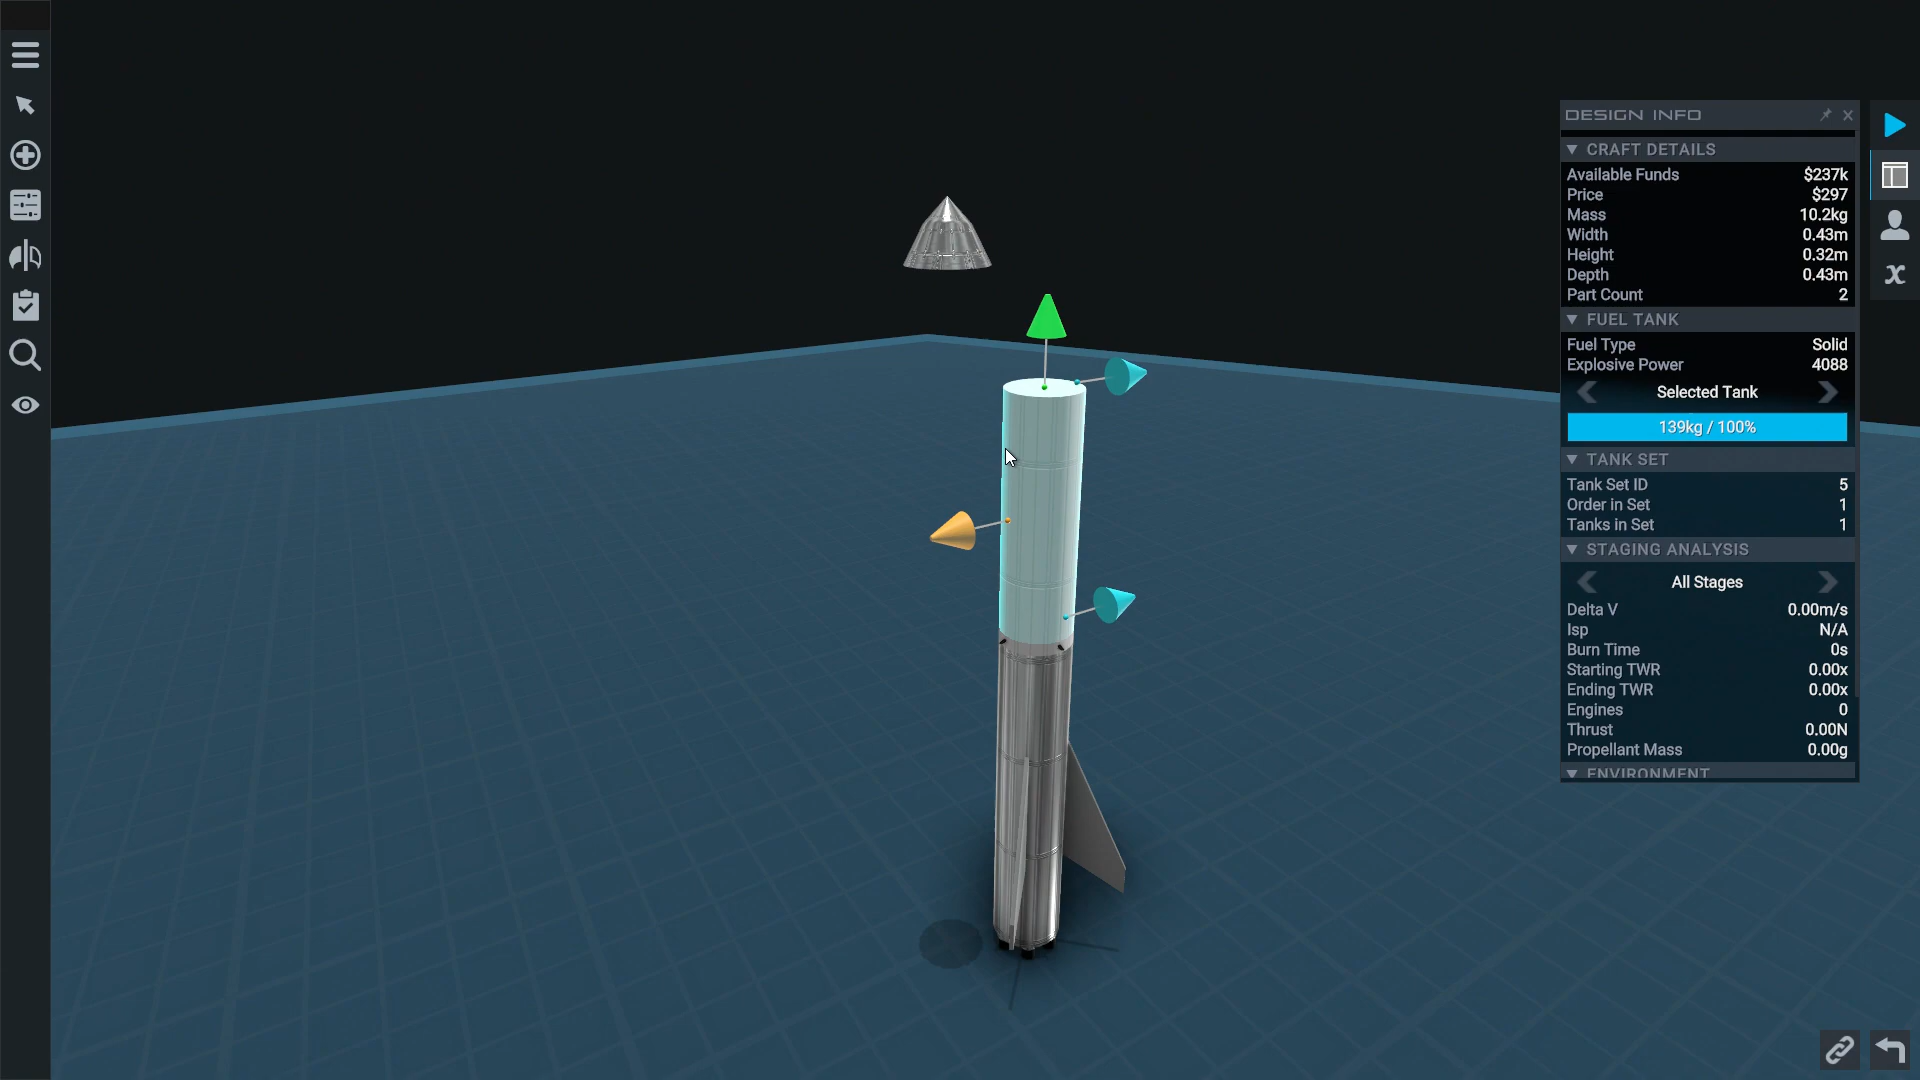 DESIGN INFO
CRAFT DETAILS
Available Funds $237k
Price $297
Mass 10.2kg
Width 0.43m
Height 0.32m
Depth 0.43m
Part Count 2
FUEL TANK
Fuel Type Solid
Explosive Power 4088
Selected Tank
139kg / 100%
TANK SET
Tank Set ID 5
Order in Set 1
Tanks in Set 1
STAGING ANALYSIS
All Stages
Delta V 0.00m/s
Isp N/A
Burn Time 0s
Starting TWR 0.00x
Ending TWR 0.00x
Engines 0
Thrust 0.00N
Propellant Mass 0.00g
ENVIRONMENT